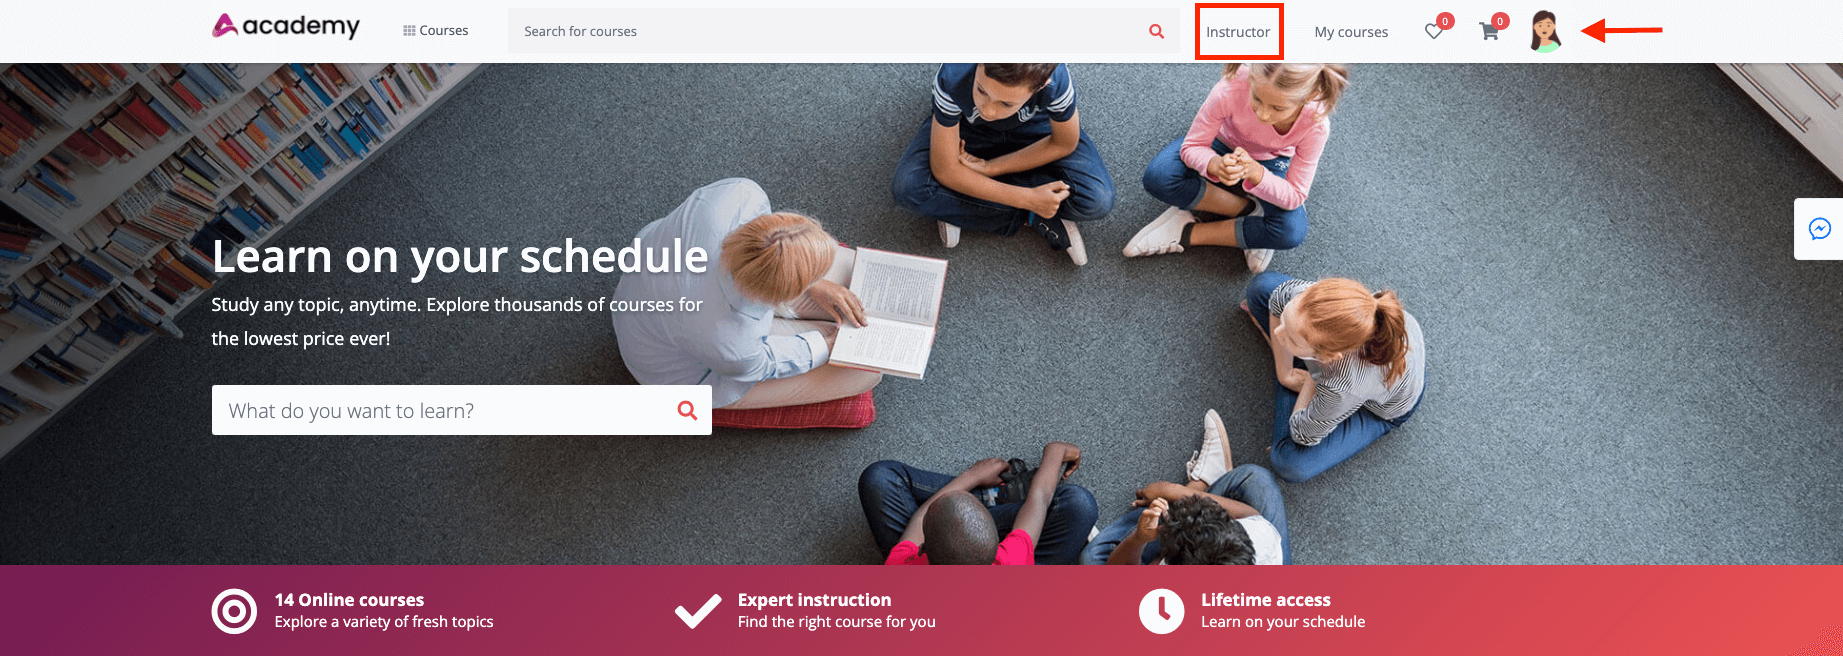 academy
Courses
Search for courses
Instructor
My courses
0
0
Learn on your schedule
Study any topic, anytime. Explore thousands of courses for
the lowest price ever!
What do you want to learn?
14 Online courses
Explore a variety of fresh topics
Expert instruction
Find the right course for you
Lifetime access
Learn on your schedule